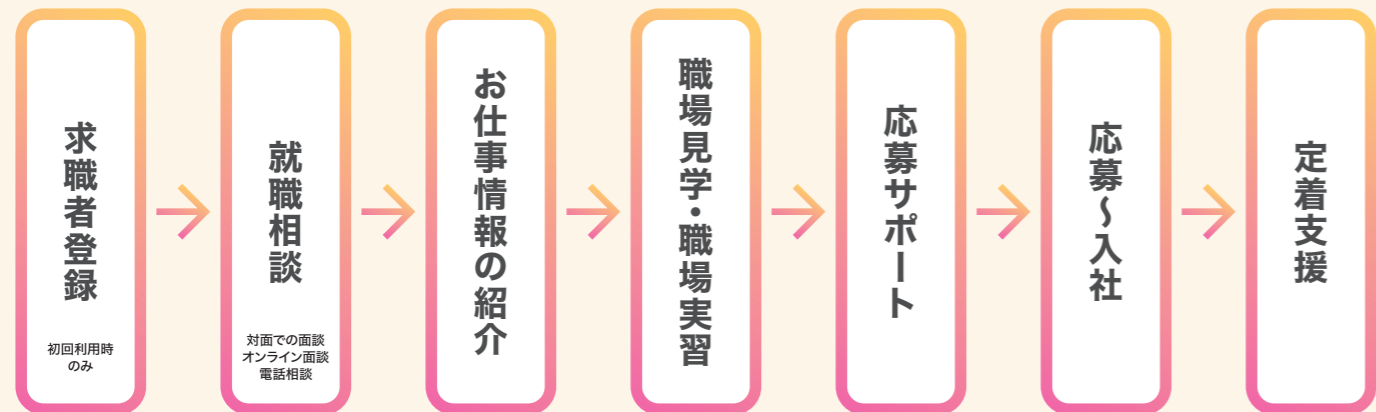 求職者登録
初回利用時
のみ
就職相談
対面での面談
オンライン面談
電話相談
お仕事情報の紹介
職場見学・職場実習
応募サポート
応募〜入社
定着支援